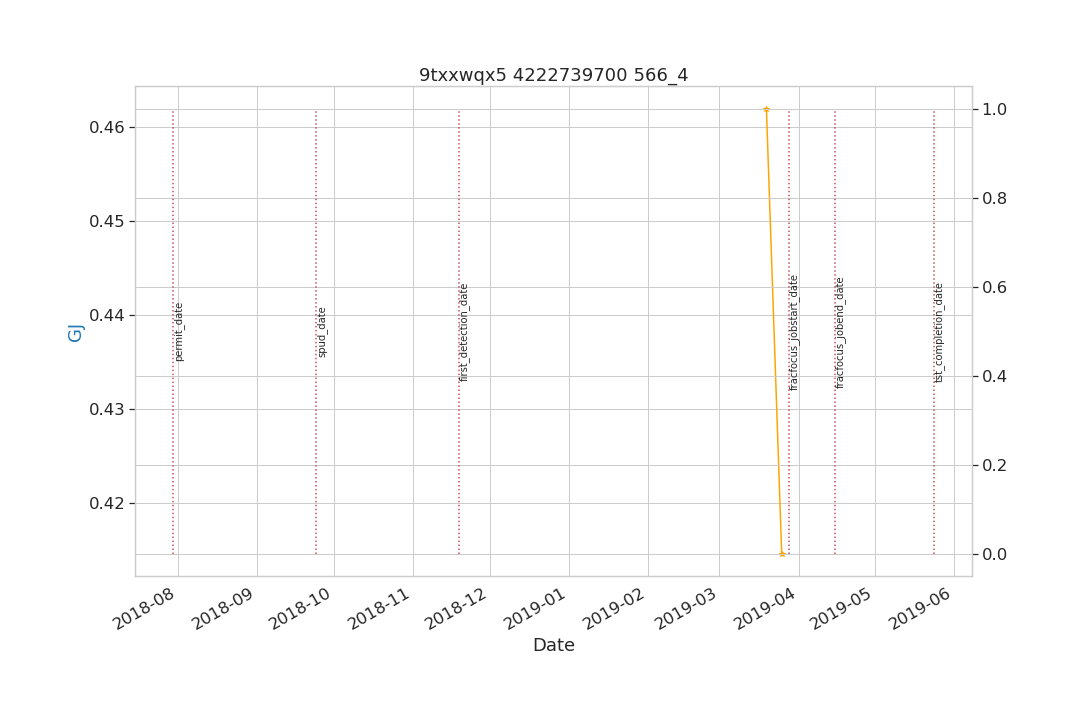 9txxwqx5 4222739700 566_4
0.46
0.45
0.44
0.43
0.42
GJ
1.0
0.8
0.6
0.4
0.2
0.0
permit_date
spud_date
first_detection_date
fracfocus_jobstart_date
fracfocus_jobend_date
tst_completion_date
2018-08
2018-09
2018-10
2018-11
2018-12
2019-01
2019-02
2019-03
2019-04
2019-05
2019-06
Date